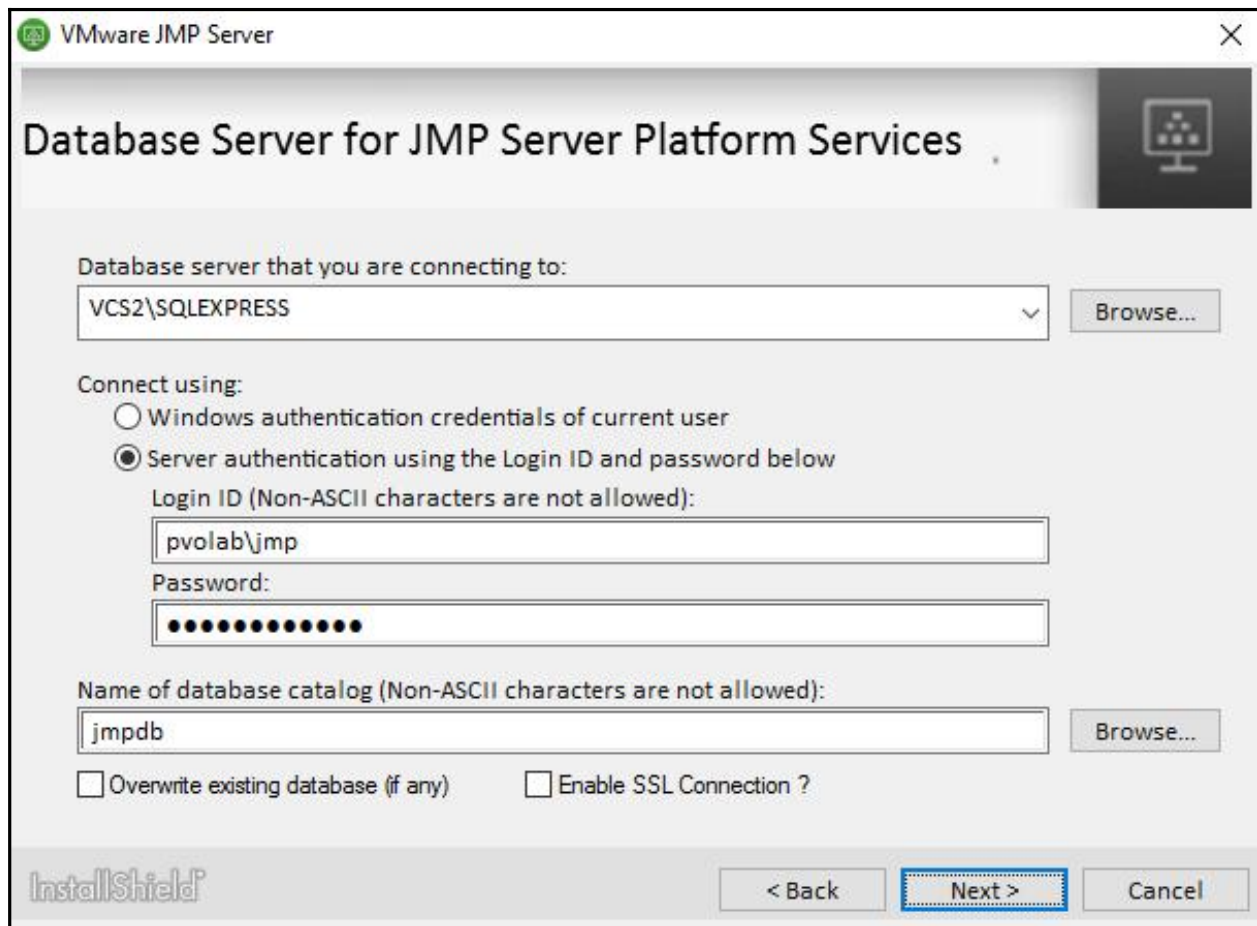 VMware JMP Server
Database Server for JMP Server Platform Services
Database server that you are connecting to:
VCS2\SQLEXPRESS
Browse...
Connect using:
Windows authentication credentials of current user
Server authentication using the Login ID and password below
Login ID (Non-ASCII characters are not allowed):
pvolab\jmp
Password:
●●●●●●●●●●●●
Name of database catalog (Non-ASCII characters are not allowed):
jmpdb
Browse...
Overwrite existing database (if any) Enable SSL Connection ?
InstallShield
< Back Next > Cancel